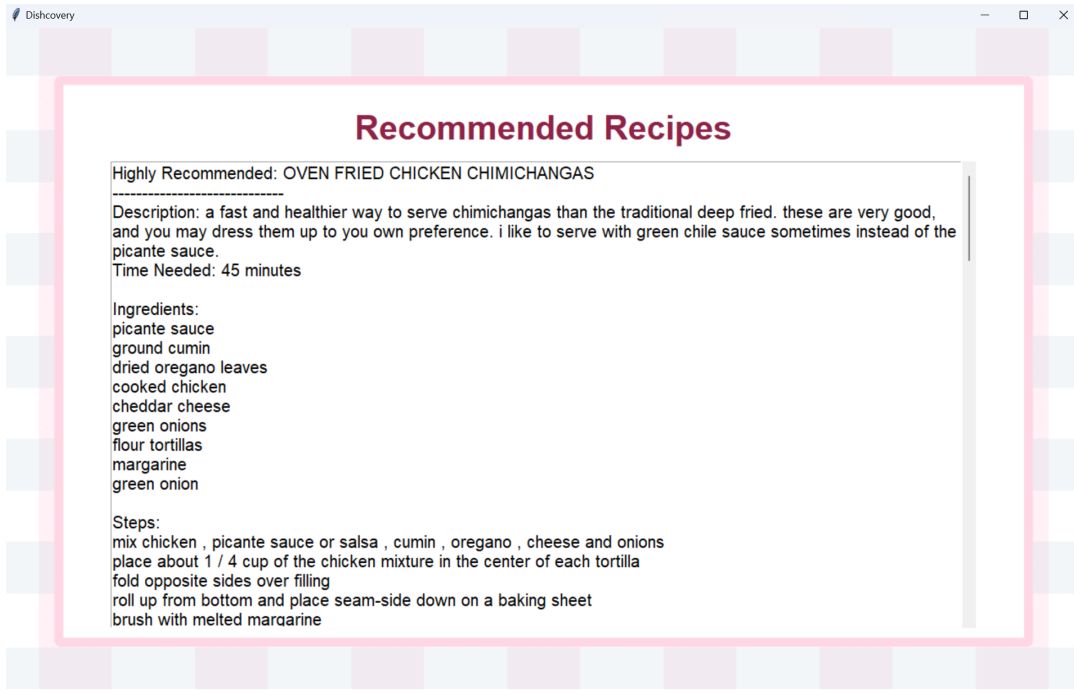 Dishcovery
Recommended Recipes
Highly Recommended: OVEN FRIED CHICKEN CHIMICHANGAS
-----------------------------
Description: a fast and healthier way to serve chimichangas than the traditional deep fried. these are very good,
and you may dress them up to you own preference. i like to serve with green chile sauce sometimes instead of the
picante sauce.
Time Needed: 45 minutes
Ingredients:
picante sauce
ground cumin
dried oregano leaves
cooked chicken
cheddar cheese
green onions
flour tortillas
margarine
green onion
Steps:
mix chicken , picante sauce or salsa , cumin , oregano , cheese and onions
place about 1 / 4 cup of the chicken mixture in the center of each tortilla
fold opposite sides over filling
roll up from bottom and place seam-side down on a baking sheet
brush with melted margarine